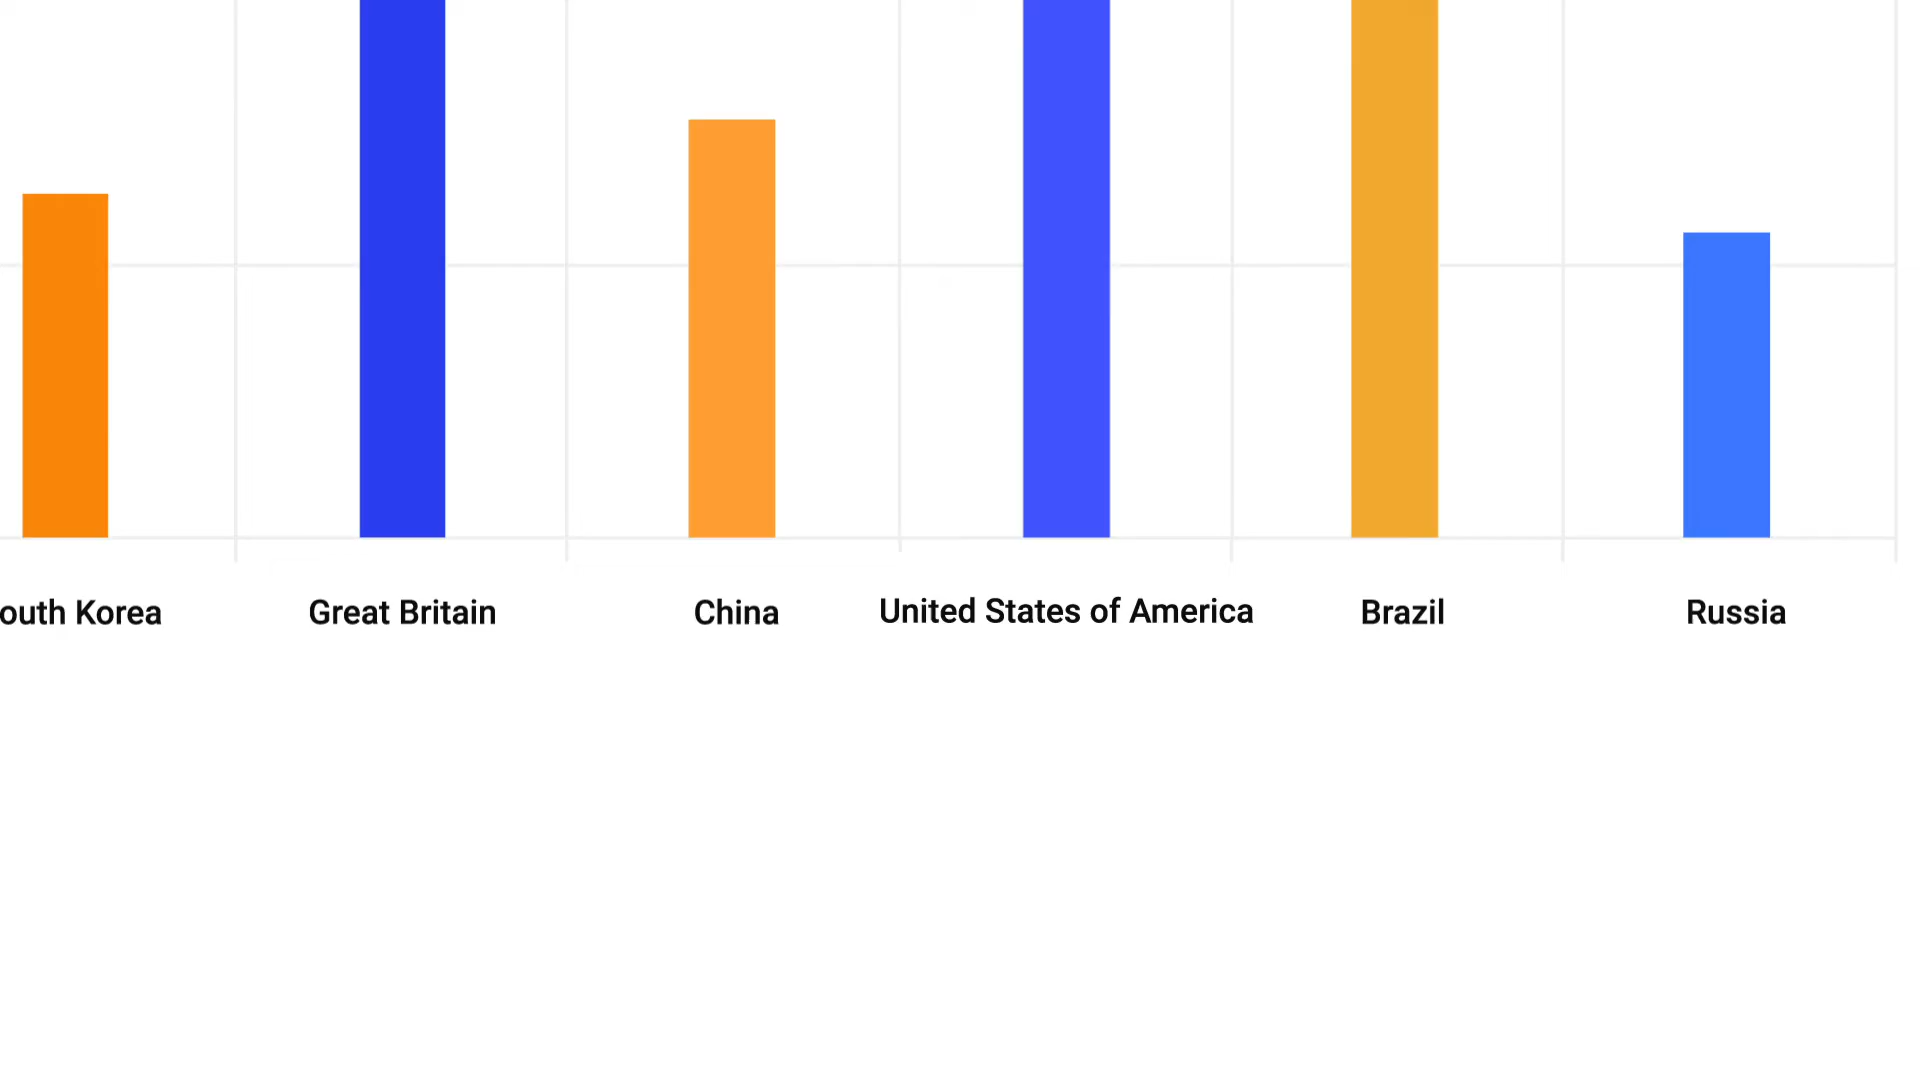 outh Korea
Great Britain
China
United States of America
Brazil
Russia